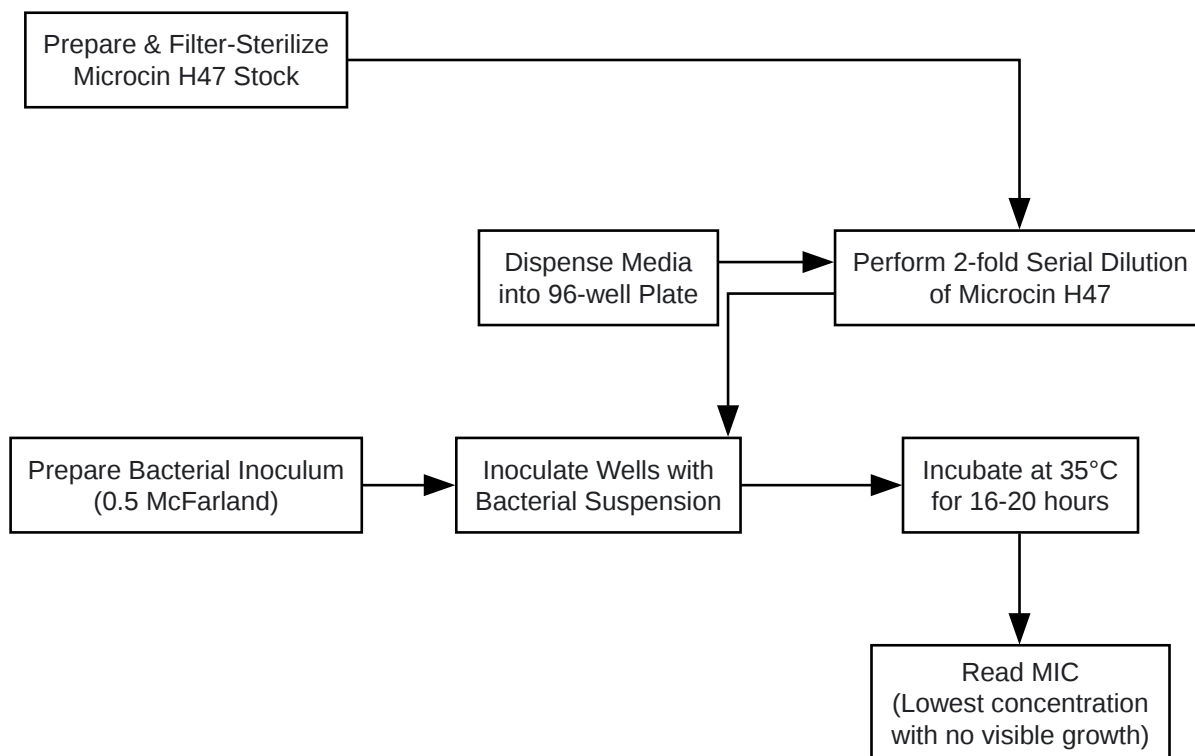 Prepare & Filter-Sterilize
Microcin H47 Stock
Dispense Media
into 96-well Plate
Perform 2-fold Serial Dilution
of Microcin H47
Prepare Bacterial Inoculum
(0.5 McFarland)
Inoculate Wells with
Bacterial Suspension
Incubate at 35°C
for 16-20 hours
Read MIC
(Lowest concentration
with no visible growth)